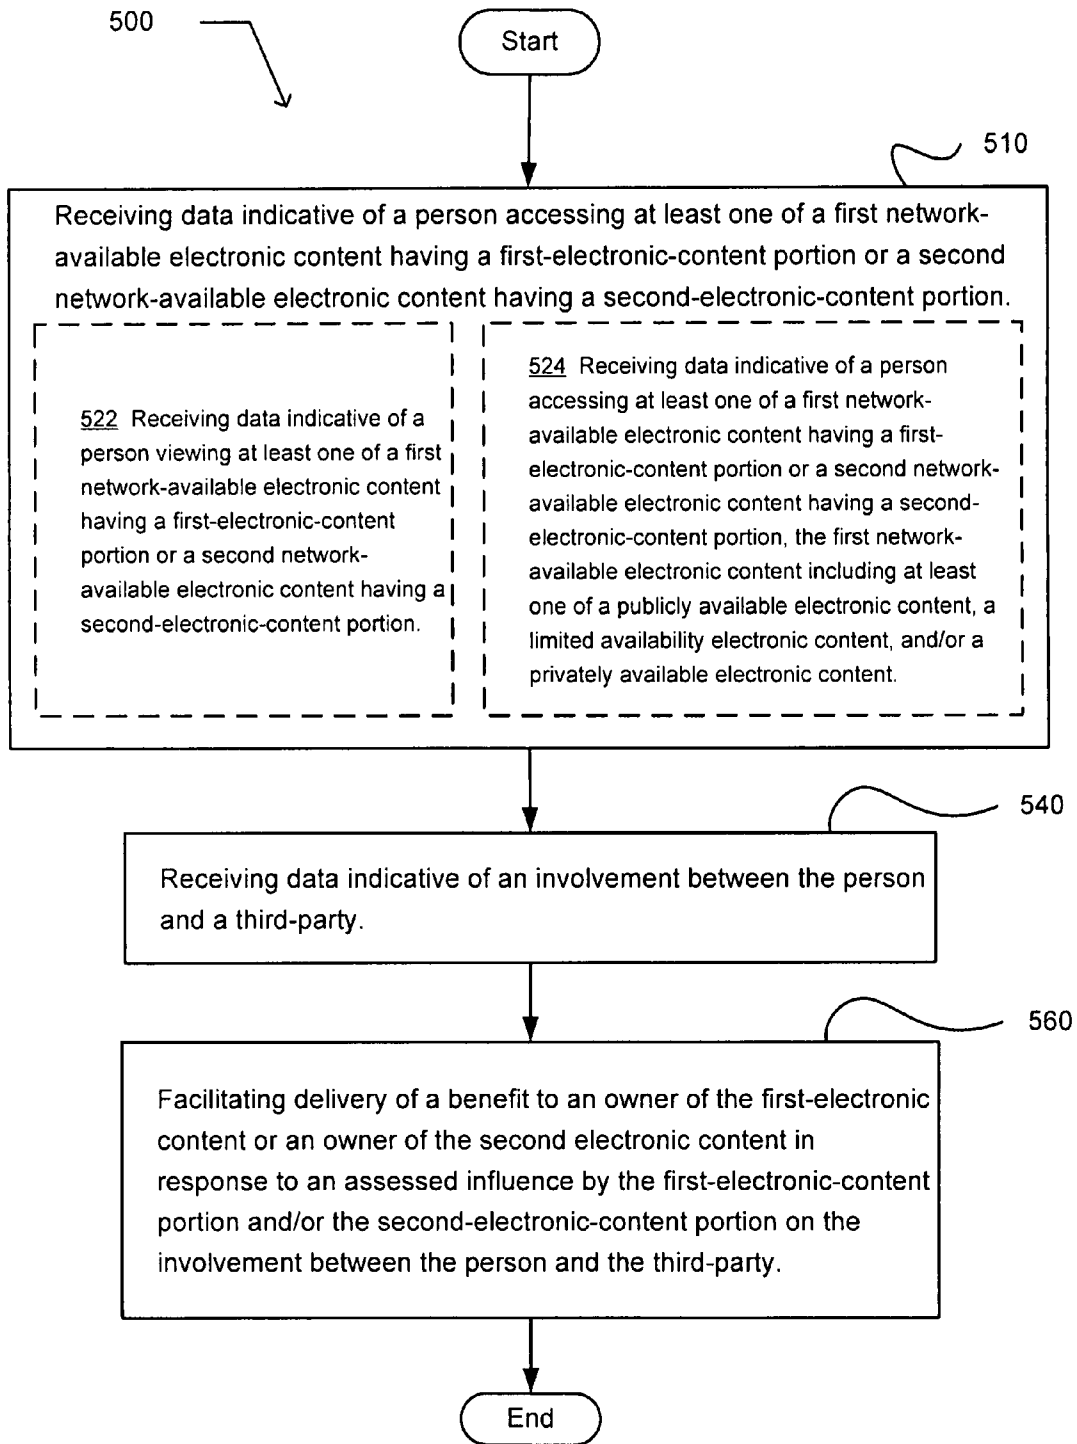 500
Start
510
Receiving data indicative of a person accessing at least one of a first network-
available electronic content having a first-electronic-content portion or a second
network-available electronic content having a second-electronic-content portion.
522 Receiving data indicative of a
person viewing at least one of a first
network-available electronic content
having a first-electronic-content
portion or a second network-
available electronic content having a
second-electronic-content portion.
524 Receiving data indicative of a person
accessing at least one of a first network-
available electronic content having a first-
electronic-content portion or a second network-
available electronic content having a second-
electronic-content portion, the first network-
available electronic content including at least
one of a publicly available electronic content, a
limited availability electronic content, and/or a
privately available electronic content.
540
Receiving data indicative of an involvement between the person
and a third-party.
560
Facilitating delivery of a benefit to an owner of the first-electronic
content or an owner of the second electronic content in
response to an assessed influence by the first-electronic-content
portion and/or the second-electronic-content portion on the
involvement between the person and the third-party.
End